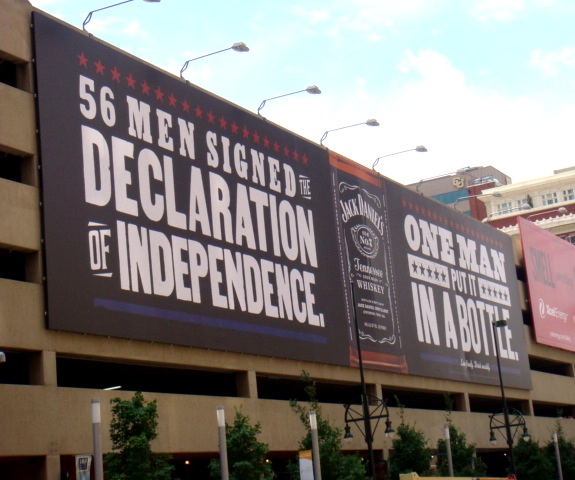 56 MEN SIGNED THE
DECLARATION
OF INDEPENDENCE.
JACK DANIEL'S
OLD
No.7
Tennessee
WHISKEY
ONE MAN
PUT IT
IN A BOTTLE.
XcelEnergy